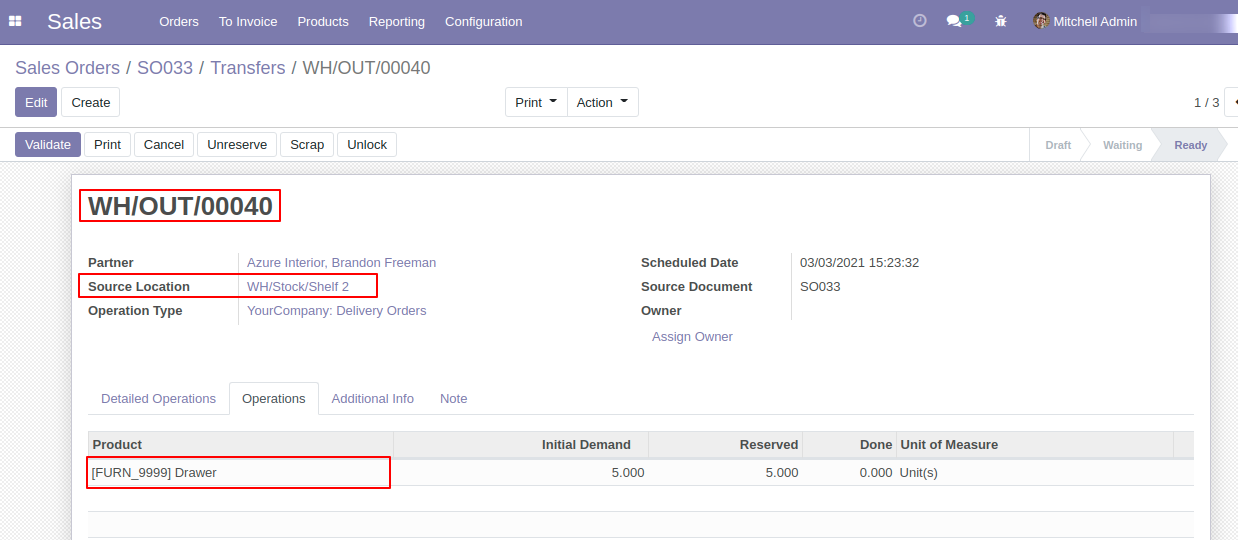 Sales Orders To Invoice Products Reporting Configuration 1 Mitchell Admin
Sales Orders / SO033 / Transfers / WH/OUT/00040
Edit Create Print Action 1 / 3
Validate Print Cancel Unreserve Scrap Unlock Draft Waiting Ready
WH/OUT/00040
Partner Azure Interior, Brandon Freeman Scheduled Date 03/03/2021 15:23:32
Source Location WH/Stock/Shelf 2 Source Document SO033
Operation Type YourCompany: Delivery Orders Owner
Assign Owner
Detailed Operations Operations Additional Info Note
Product Initial Demand Reserved Done Unit of Measure
[FURN_9999] Drawer 5.000 5.000 0.000 Unit(s)